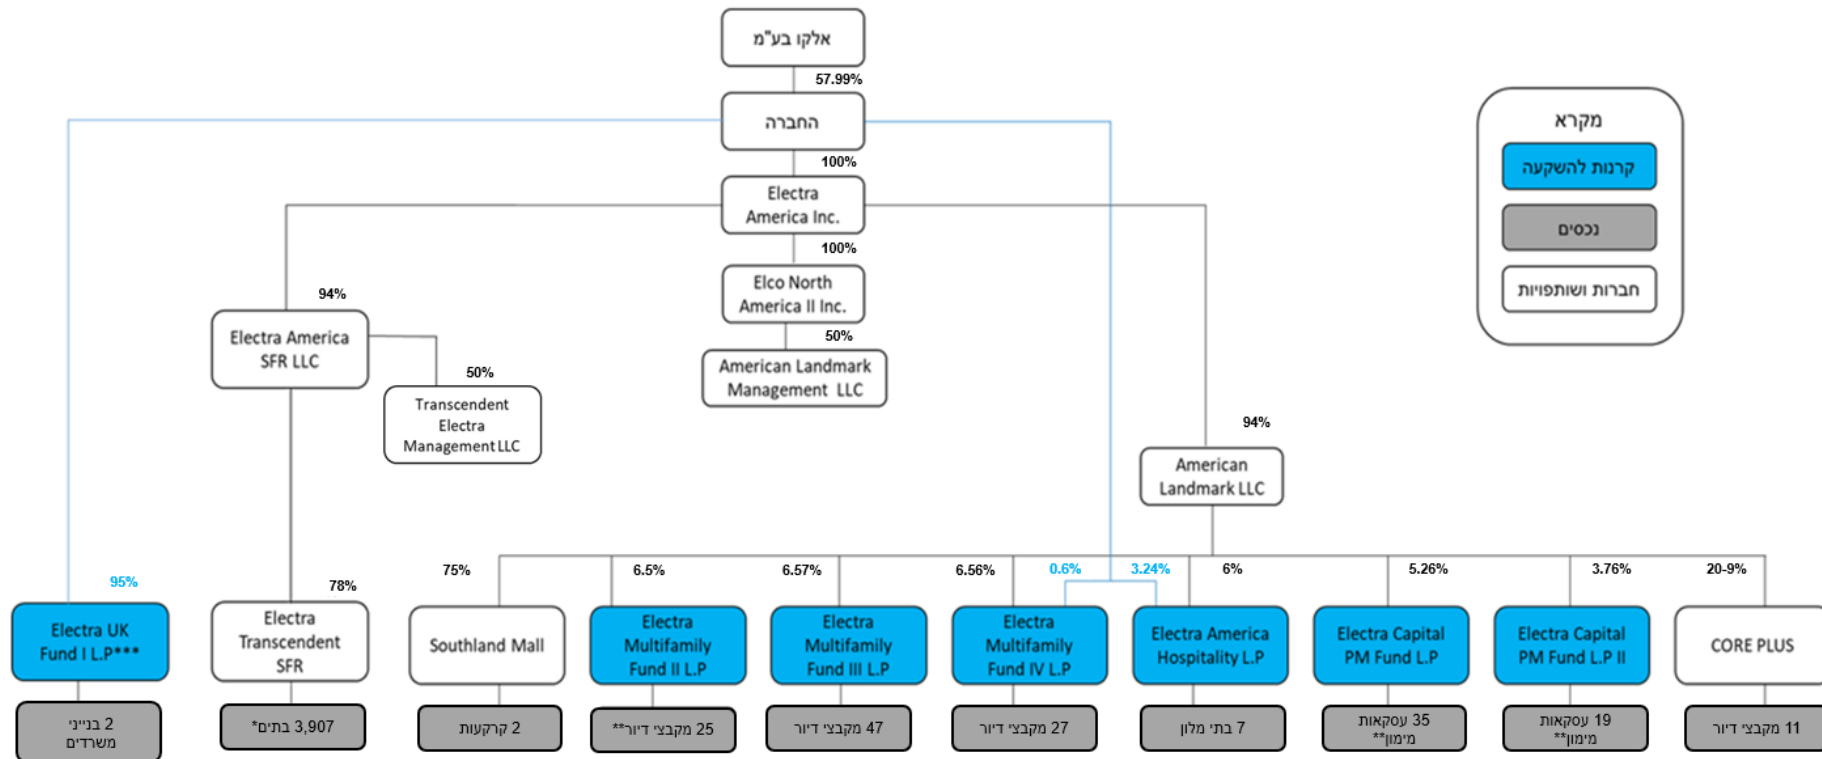 אלקו בע"מ
57.99%
החברה
100%
Electra
America Inc.
100%
Elco North
America II Inc.
50%
American Landmark
Management LLC
94%
Electra America
SFR LLC
50%
Transcendent
Electra
Management LLC
94%
American
Landmark LLC
מקרא
קרנות להשקעה
נכסים
חברות ושותפויות
95%
Electra UK
Fund I L.P***
2 בנייני
משרדים
78%
Electra
Transcendent
SFR
3,907 בתים*
75%
Southland Mall
2 קרקעות
6.5%
Electra
Multifamily
Fund II L.P
25 מקבצי דיור**
6.57%
Electra
Multifamily
Fund III L.P
47 מקבצי דיור
6.56%
0.6%
Electra
Multifamily
Fund IV L.P
27 מקבצי דיור
3.24%
6%
Electra America
Hospitality L.P
7 בתי מלון
5.26%
Electra Capital
PM Fund L.P
35 עסקאות
מימון**
3.76%
Electra Capital
PM Fund L.P II
19 עסקאות
מימון**
20-9%
CORE PLUS
11 מקבצי דיור